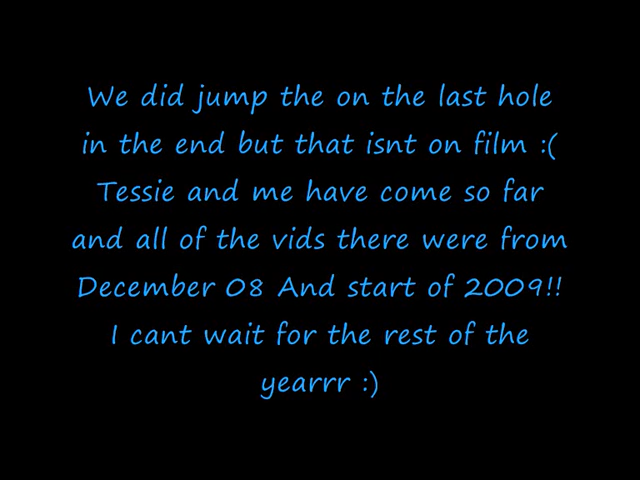 We did jump the on the last hole
in the end but that isnt on film :(
Tessie and me have come so far
and all of the vids there were from
December 08 And start of 2009!!
I cant wait for the rest of the
yearrr :)